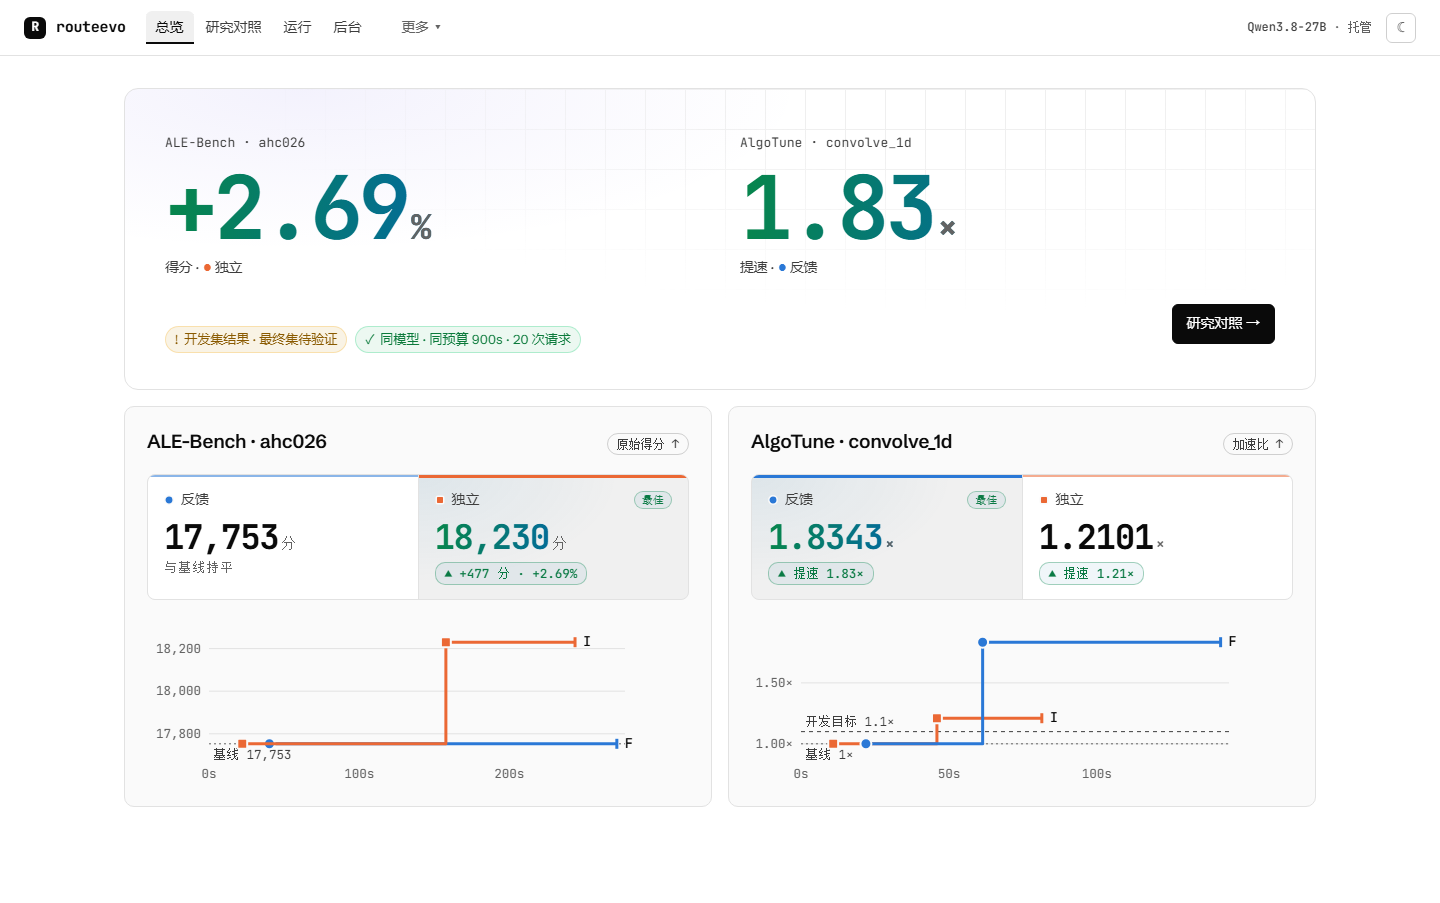 R routeevo 总览 研究对照 运行 后台 更多 ▾ Qwen3.8-27B · 托管 ☾
ALE-Bench · ahc026
+2.69%
得分 · 独立
AlgoTune · convolve_1d
1.83×
提速 · 反馈
! 开发集结果 · 最终集待验证
✓ 同模型 · 同预算 900s · 20 次请求
研究对照 →
ALE-Bench · ahc026
原始得分 ↑
反馈
17,753 分
与基线持平
独立
最佳
18,230 分
▲ +477 分 · +2.69%
18,200
18,000
17,800
基线 17,753
I
F
0s 100s 200s
AlgoTune · convolve_1d
加速比 ↑
反馈
最佳
1.8343×
▲ 提速 1.83×
独立
1.2101×
▲ 提速 1.21×
F
1.50×
开发目标 1.1×
I
1.00×
基线 1×
0s 50s 100s